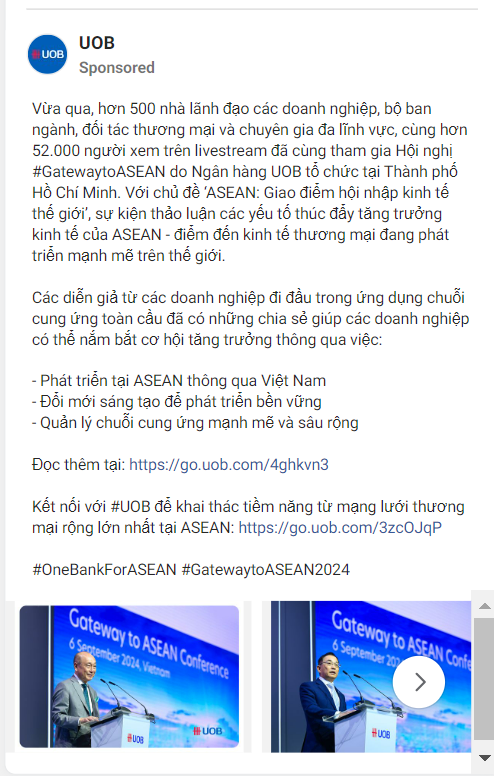 UOB
UOB
Sponsored
Vừa qua, hơn 500 nhà lãnh đạo các doanh nghiệp, bộ ban
ngành, đối tác thương mại và chuyên gia đa lĩnh vực, cùng hơn
52.000 người xem trên livestream đã cùng tham gia Hội nghị
#GatewaytoASEAN do Ngân hàng UOB tổ chức tại Thành phố
Hồ Chí Minh. Với chủ đề ‘ASEAN: Giao điểm hội nhập kinh tế
thế giới’, sự kiện thảo luận các yếu tố thúc đẩy tăng trưởng
kinh tế của ASEAN - điểm đến kinh tế thương mại đang phát
triển mạnh mẽ trên thế giới.
Các diễn giả từ các doanh nghiệp đi đầu trong ứng dụng chuỗi
cung ứng toàn cầu đã có những chia sẻ giúp các doanh nghiệp
có thể nắm bắt cơ hội tăng trưởng thông qua việc:
- Phát triển tại ASEAN thông qua Việt Nam
- Đổi mới sáng tạo để phát triển bền vững
- Quản lý chuỗi cung ứng mạnh mẽ và sâu rộng
Đọc thêm tại: https://go.uob.com/4ghkvn3
Kết nối với #UOB để khai thác tiềm năng từ mạng lưới thương
mại rộng lớn nhất tại ASEAN: https://go.uob.com/3zcOJqP
#OneBankForASEAN #GatewaytoASEAN2024
Gateway to ASEAN Conference
6 September 2024, Vietnam
UOB
UOB
Gateway to ASEAN Confe
6 September 202
UOB